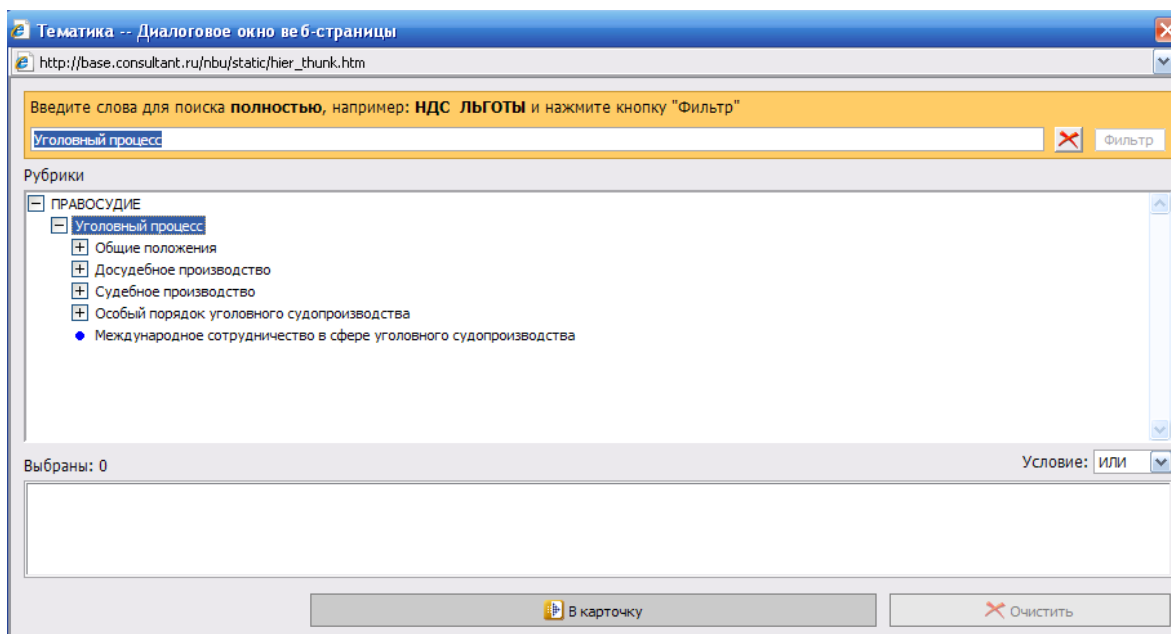 Тематика -- Диалоговое окно веб-страницы
http://base.consultant.ru/nbu/static/hier_thunk.htm
Введите слова для поиска полностью, например: НДС ЛЬГОТЫ и нажмите кнопку "Фильтр"
Уголовный процесс
Фильтр
Рубрики
ПРАВОСУДИЕ
Уголовный процесс
Общие положения
Досудебное производство
Судебное производство
Особый порядок уголовного судопроизводства
Международное сотрудничество в сфере уголовного судопроизводства
Выбраны: 0
Условие: ИЛИ
В карточку
Очистить